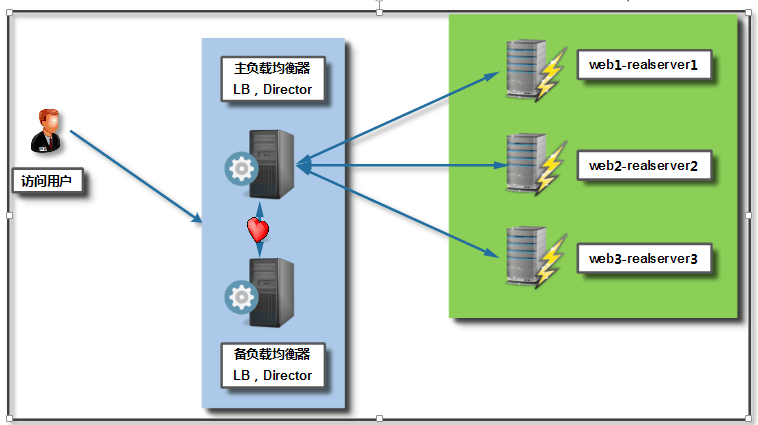 主负载均衡器
LB，Director
web1-realserver1
访问用户
web2-realserver2
web3-realserver3
备负载均衡器
LB，Director